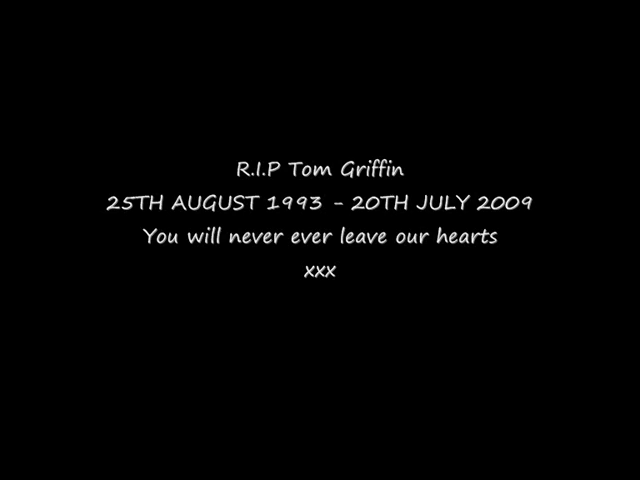 R.I.P Tom Griffin
25TH AUGUST 1993 - 20TH JULY 2009
You will never ever leave our hearts
xxx